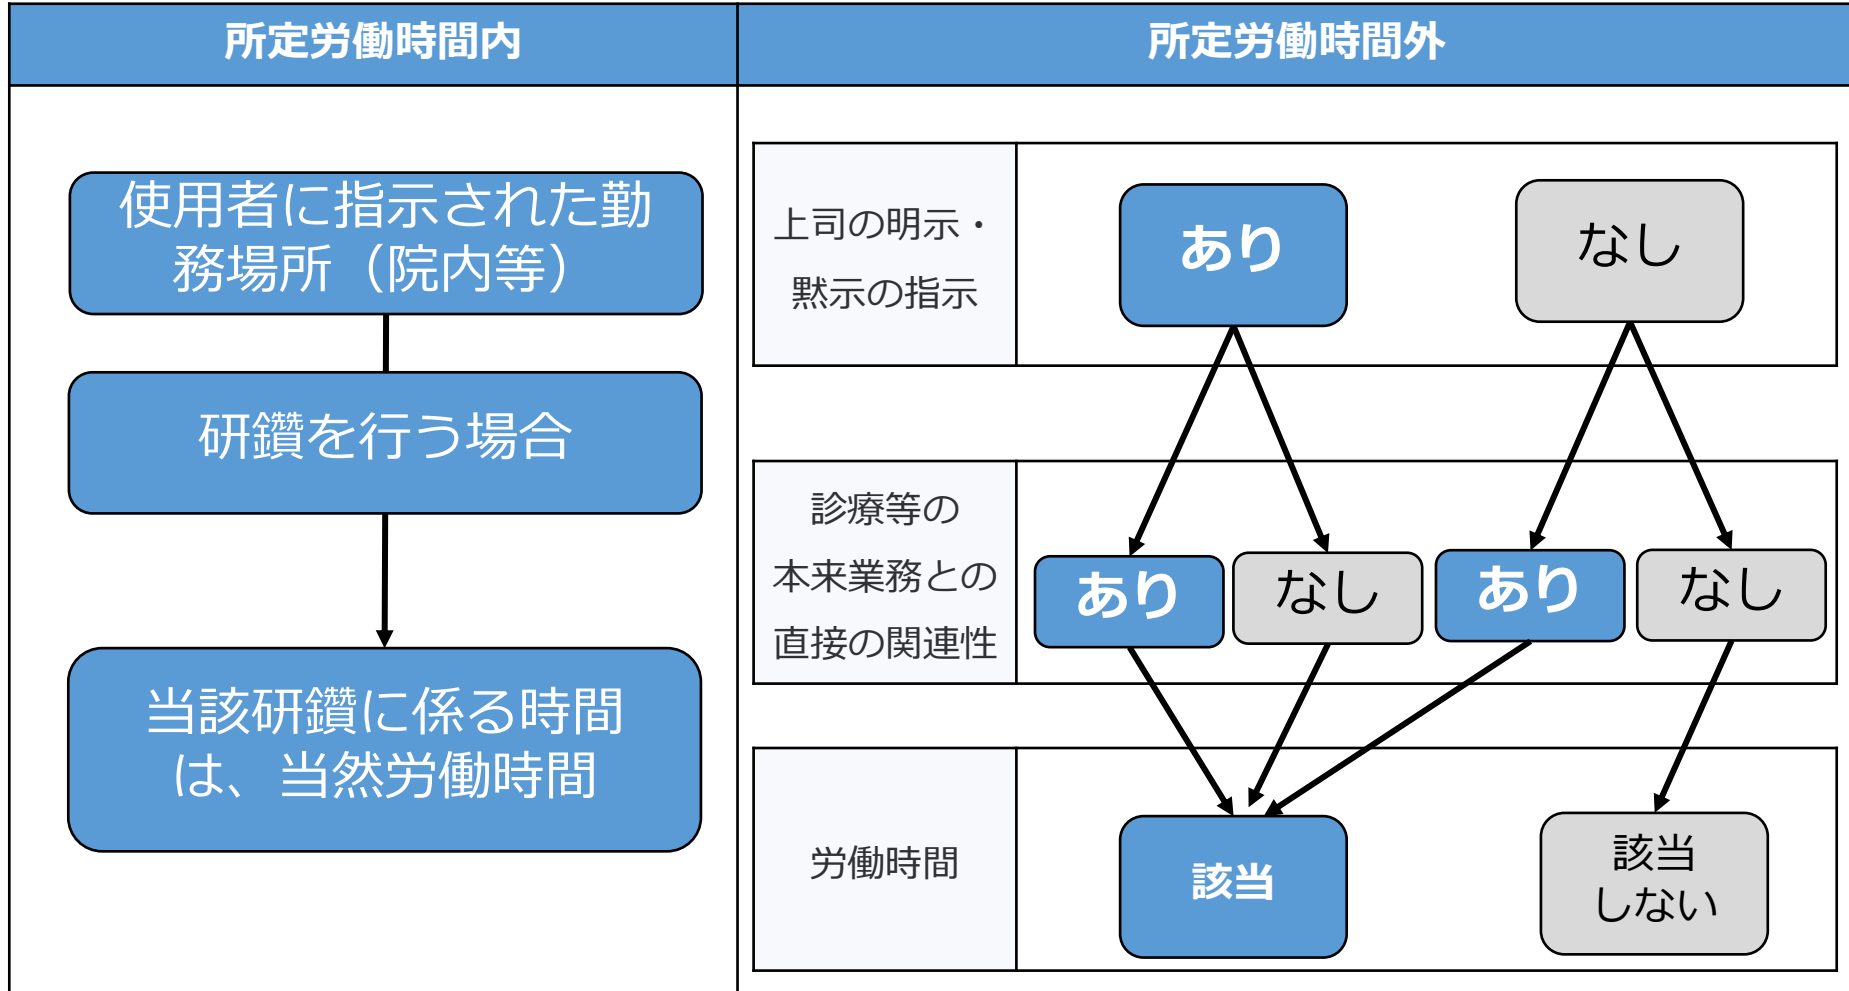 所定労働時間内
所定労働時間外
使用者に指示された勤
務場所（院内等）
研鑽を行う場合
当該研鑽に係る時間
は、当然労働時間
上司の明示・
黙示の指示
あり
なし
診療等の
本来業務との
直接の関連性
あり
なし
あり
なし
労働時間
該当
該当
しない